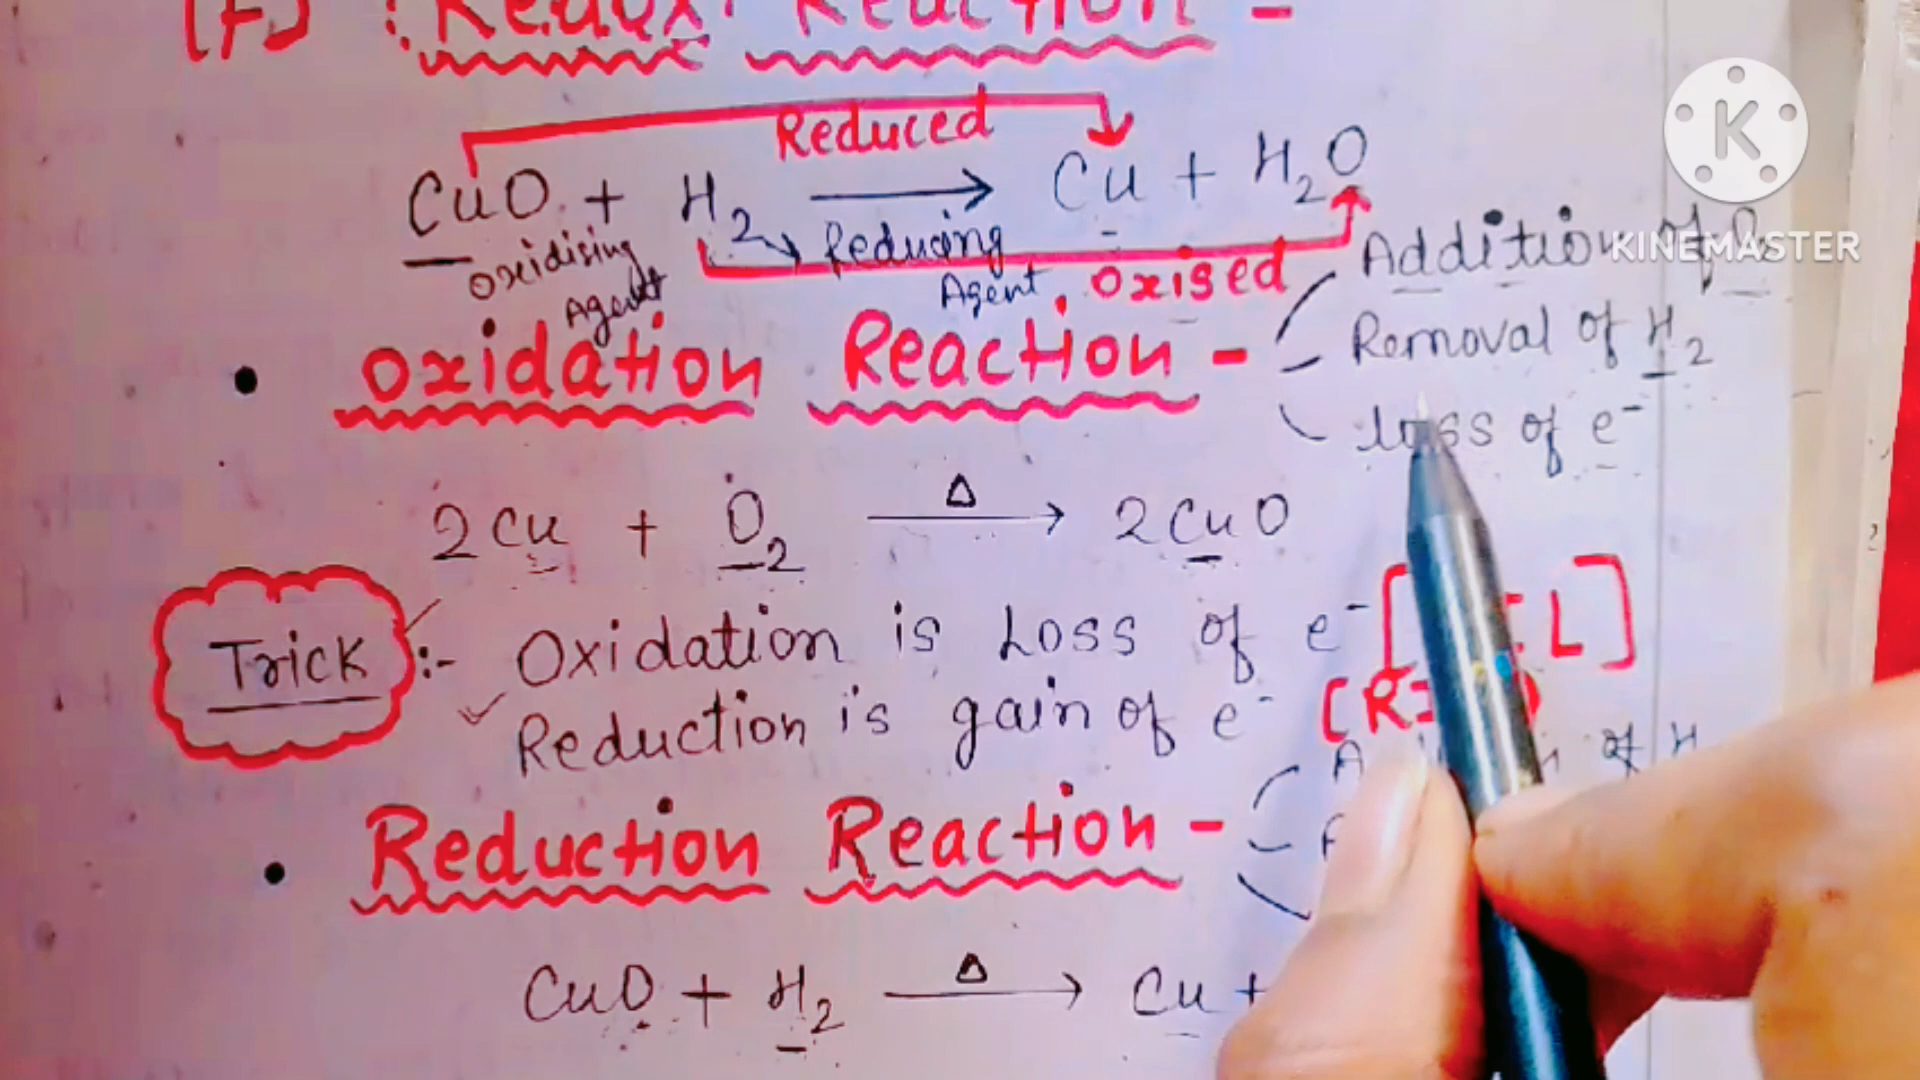 Redox Reaction -
Reduced
CuO + H2 → Cu + H2O
Oxidising Agent
Reducing Agent
Oxised
• Oxidation Reaction -
Addition of
Removal of H2
loss of e-
2Cu + O2 Δ→ 2CuO
Trick :- Oxidation is Loss of e- [ = L]
Reduction is gain of e- [R=
of H
• Reduction Reaction -
CuO + H2 Δ→ Cu +
K
KINEMASTER